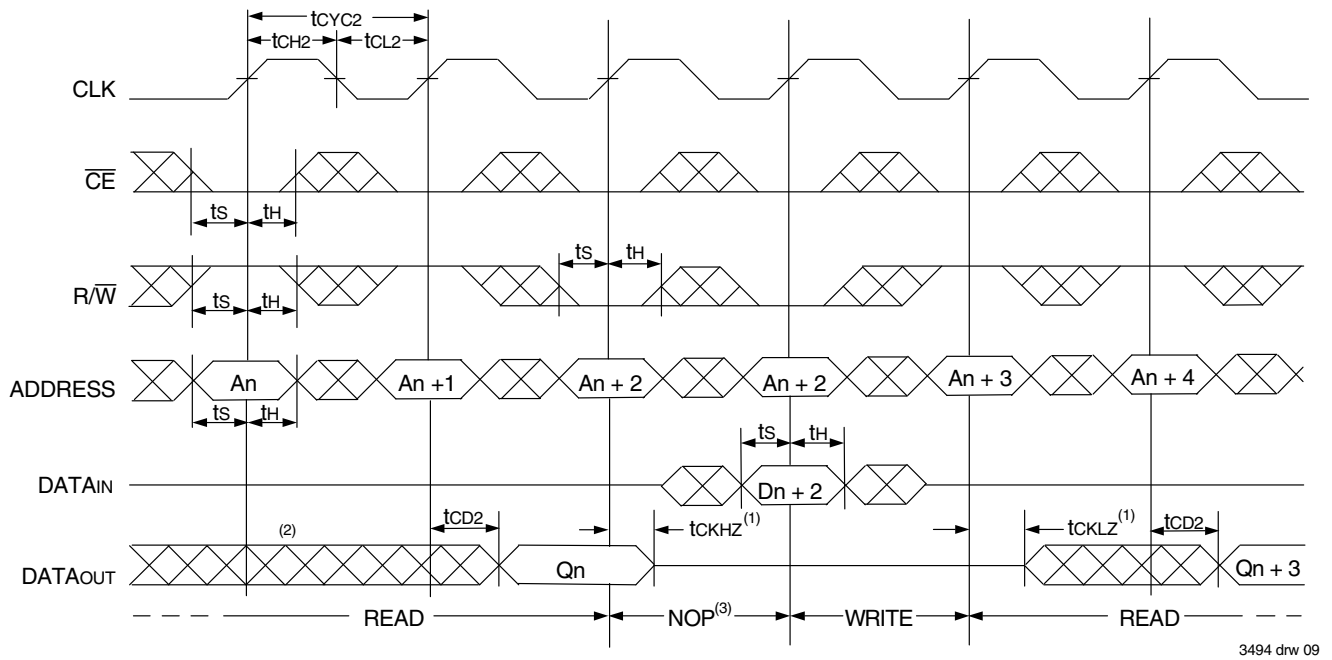 tCYC2
tCH2 tCL2
CLK
CE
tS tH
tS tH
R/W
tS tH
ADDRESS An An +1 An + 2 An + 2 An + 3 An + 4
tS tH
tS tH
DATAIN Dn + 2
tCD2 tCKHZ(1) tCKLZ(1) tCD2
(2)
DATAOUT Qn Qn + 3
READ NOP(3) WRITE READ
3494 drw 09